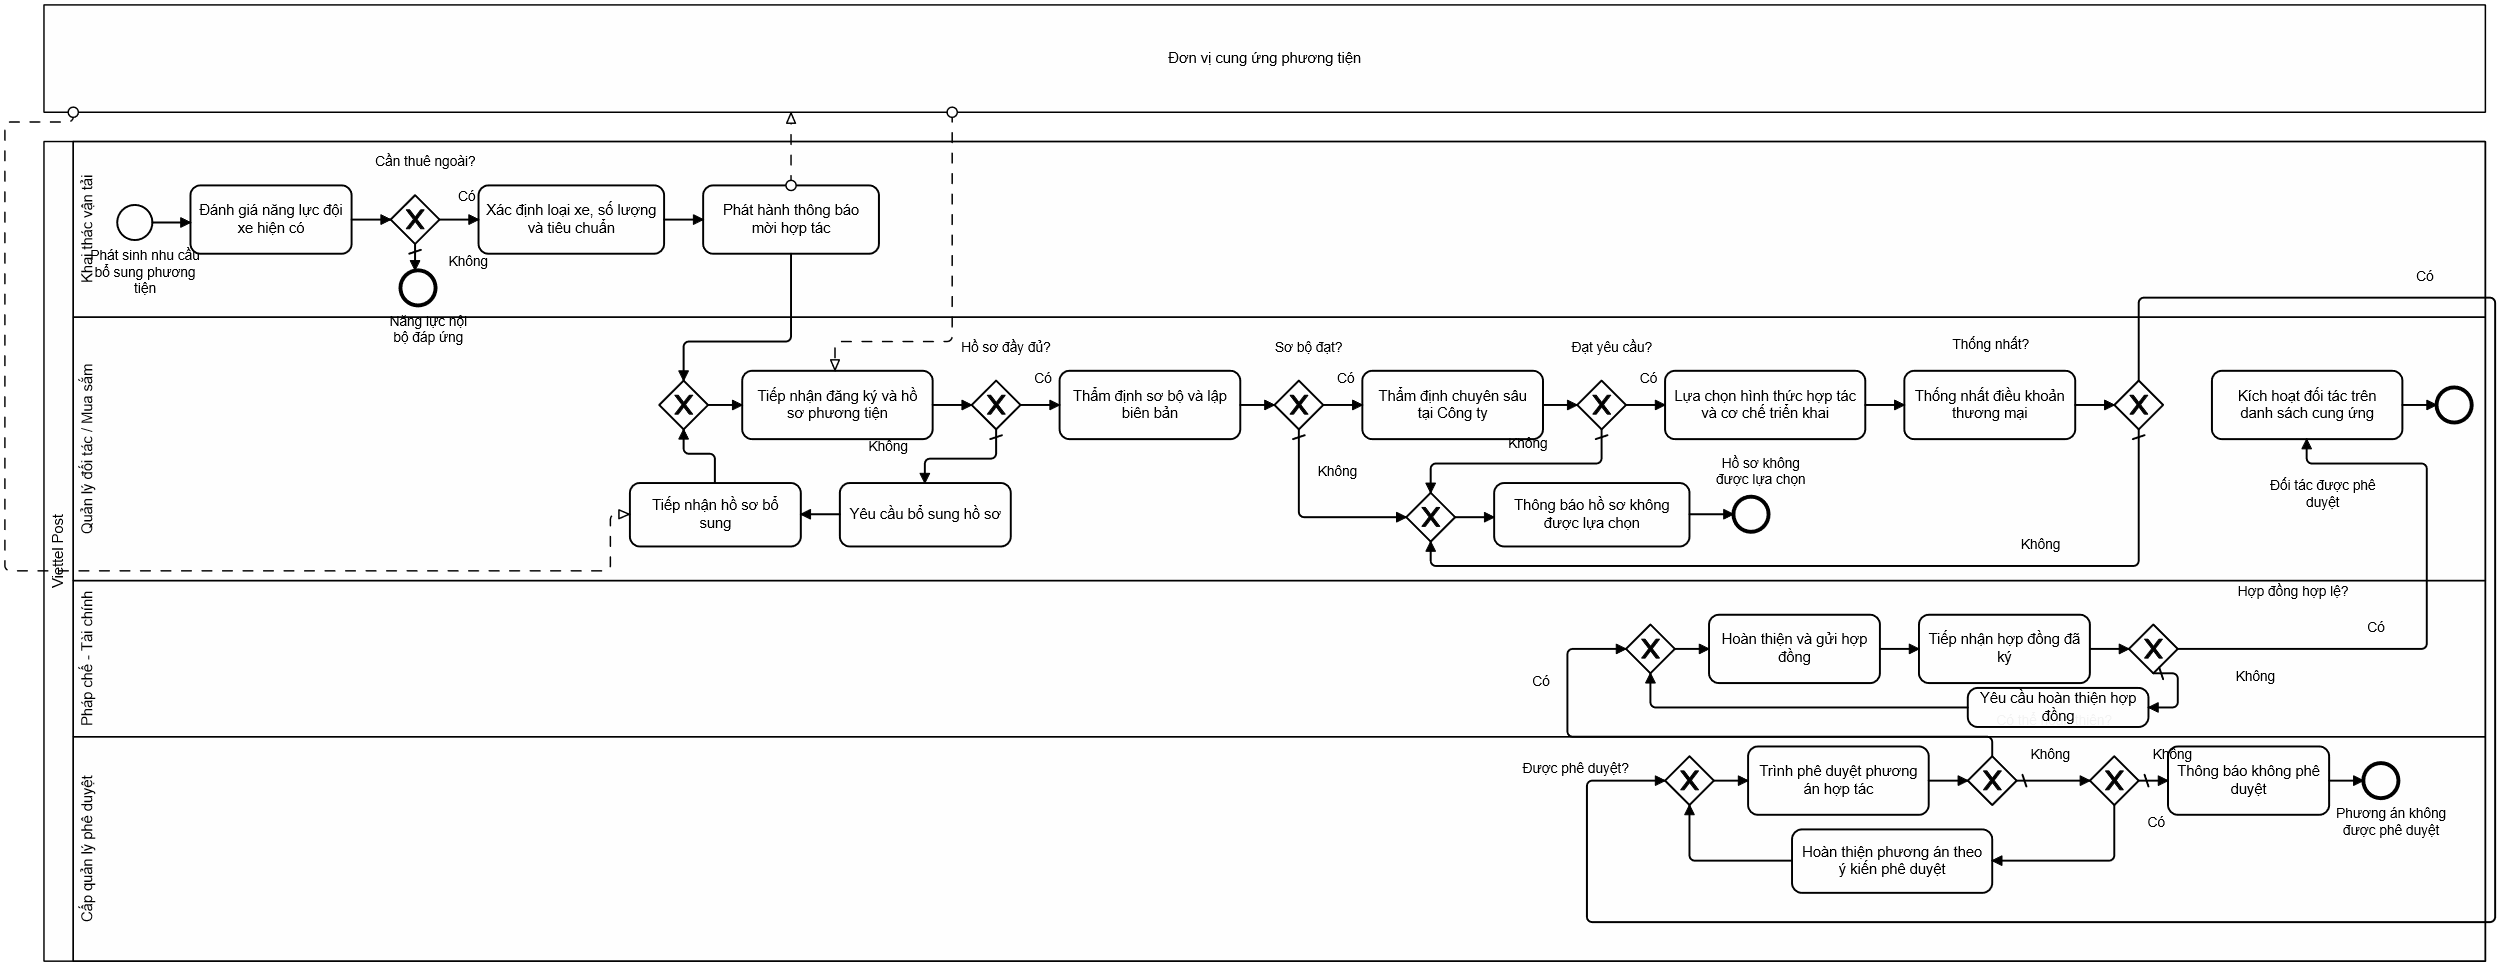 Đơn vị cung ứng phương tiện
Viettel Post
Khai thác vận tải
Cần thuê ngoài?
Phát sinh nhu cầu
bổ sung phương
tiện
Đánh giá năng lực đội
xe hiện có
Có
Không
Năng lực nội
bộ đáp ứng
Xác định loại xe, số lượng
và tiêu chuẩn
Phát hành thông báo
mời hợp tác
Có
Quản lý đối tác / Mua sắm
Tiếp nhận đăng ký và hồ
sơ phương tiện
Hồ sơ đầy đủ?
Có
Không
Tiếp nhận hồ sơ bổ
sung
Yêu cầu bổ sung hồ sơ
Thẩm định sơ bộ và lập
biên bản
Sơ bộ đạt?
Có
Không
Thẩm định chuyên sâu
tại Công ty
Đạt yêu cầu?
Có
Không
Lựa chọn hình thức hợp tác
và cơ chế triển khai
Thống nhất điều khoản
thương mại
Thống nhất?
Thông báo hồ sơ không
được lựa chọn
Hồ sơ không
được lựa chọn
Không
Kích hoạt đối tác trên
danh sách cung ứng
Đối tác được phê
duyệt
Pháp chế - Tài chính
Hợp đồng hợp lệ?
Có
Hoàn thiện và gửi hợp
đồng
Tiếp nhận hợp đồng đã
ký
Có
Không
Yêu cầu hoàn thiện hợp
đồng
Cấp quản lý phê duyệt
Được phê duyệt?
Trình phê duyệt phương
án hợp tác
Không
Không
Thông báo không phê
duyệt
Có
Phương án không
được phê duyệt
Hoàn thiện phương án theo
ý kiến phê duyệt